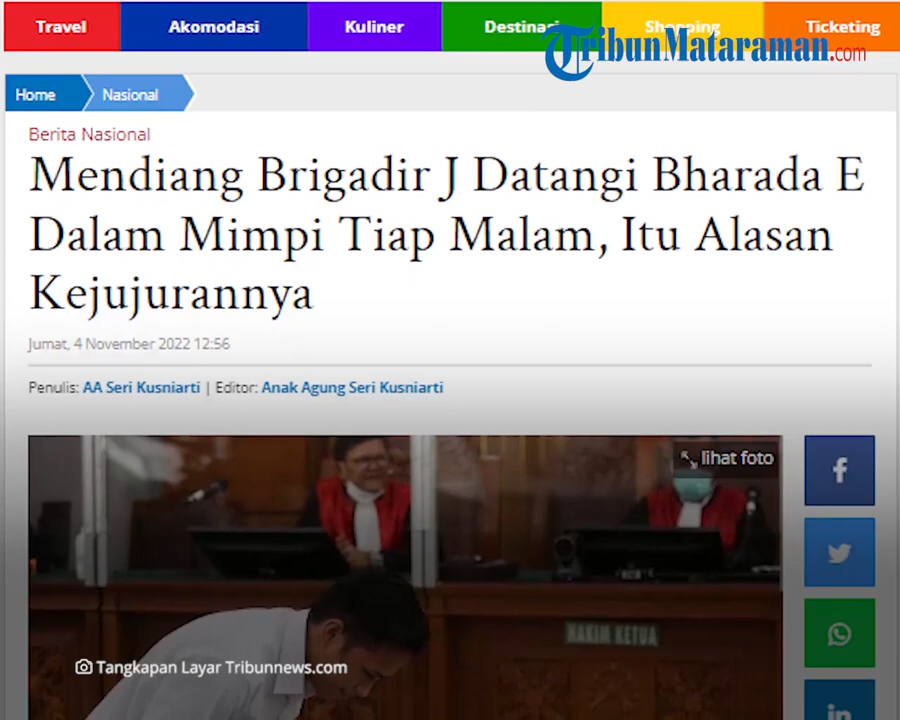 Travel Akomodasi Kuliner Destinasi Shopping Ticketing
TribunMataraman.com
Home Nasional
Berita Nasional
Mendiang Brigadir J Datangi Bharada E
Dalam Mimpi Tiap Malam, Itu Alasan
Kejujurannya
Jumat, 4 November 2022 12:56
Penulis: AA Seri Kusniarti | Editor: Anak Agung Seri Kusniarti
lihat foto
HAKIM KETUA
Tangkapan Layar Tribunnews.com